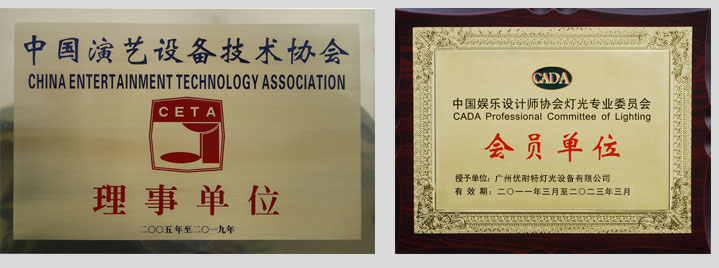 中国演艺设备技术协会
CHINA ENTERTAINMENT TECHNOLOGY ASSOCIATION
CETA
理事单位
二〇〇五年至二〇一九年
CADA
中国娱乐设计师协会灯光专业委员会
CADA Professional Committee of Lighting
会员单位
授予单位：广州优耐特灯光设备有限公司
有效期：二〇一一年三月至二〇二三年三月